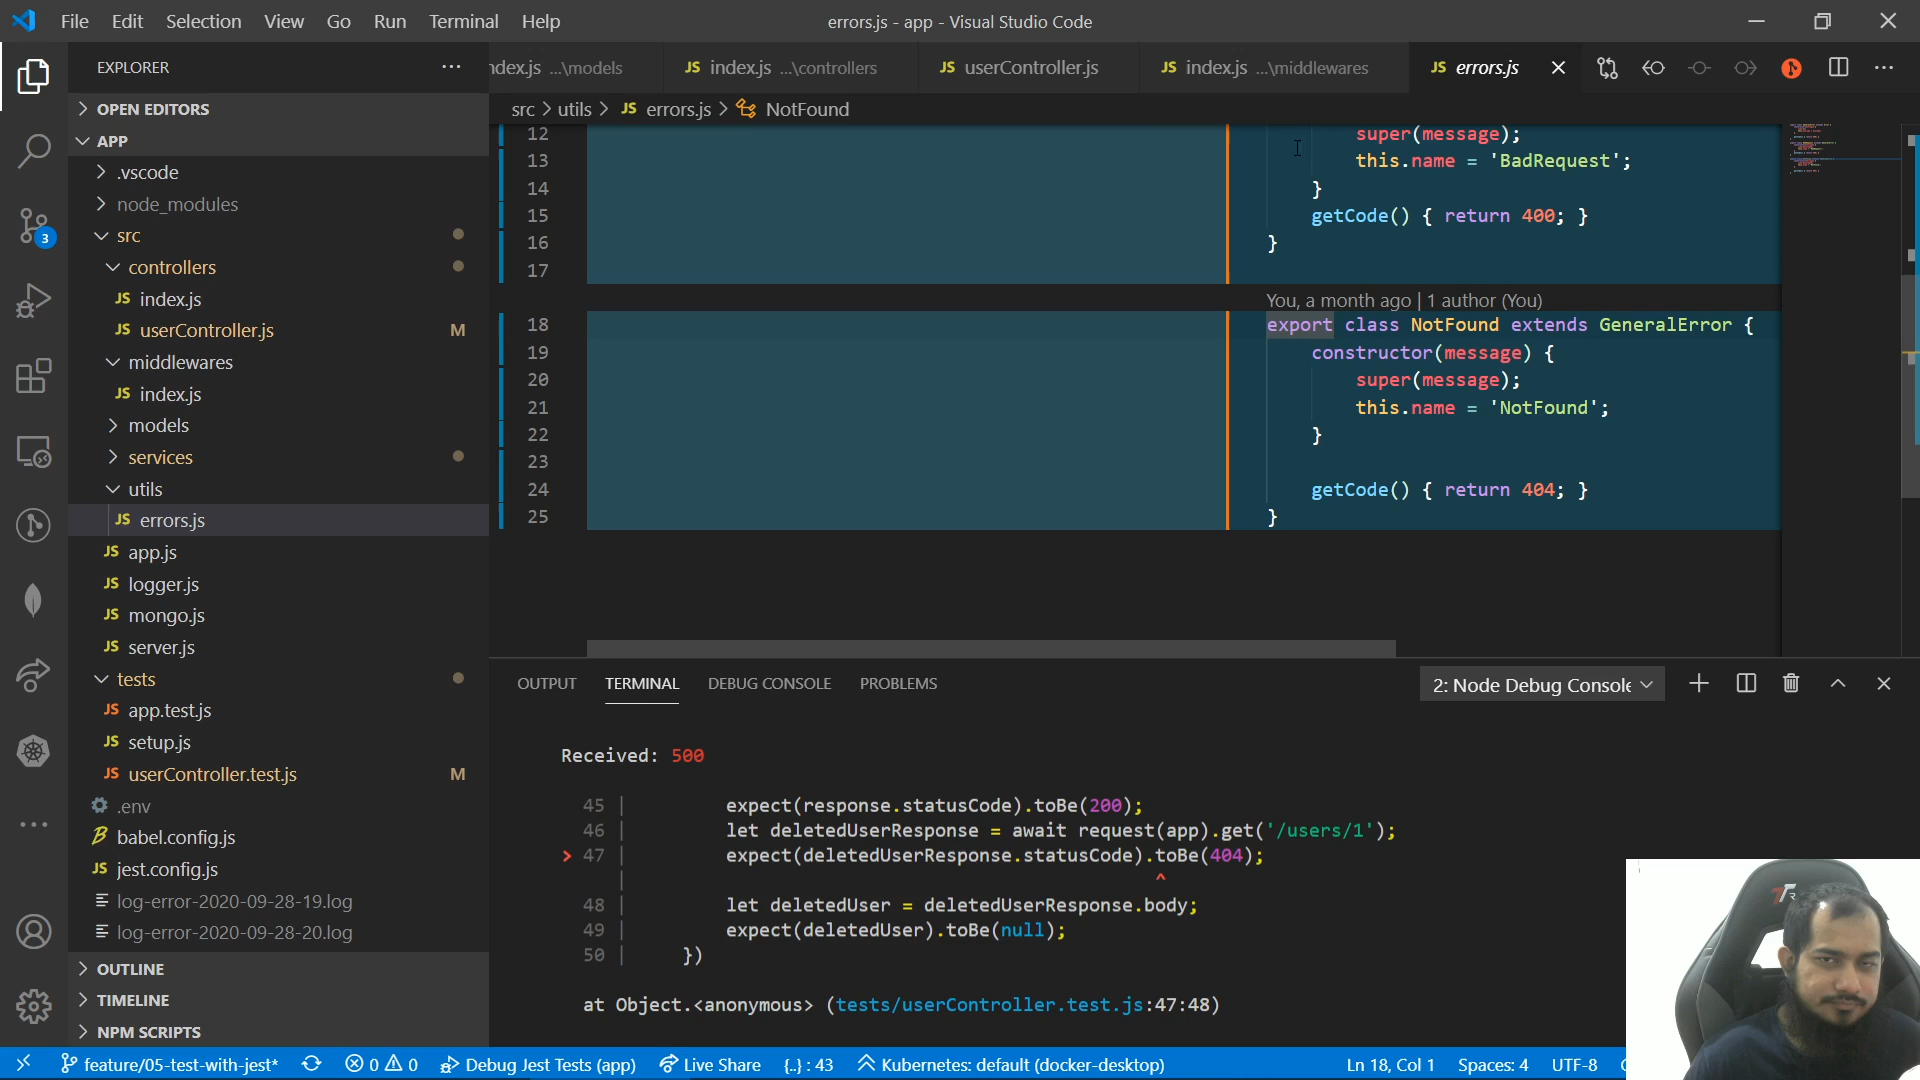 File Edit Selection View Go Run Terminal Help
errors.js - app - Visual Studio Code
EXPLORER
ndex.js ...\models
JS index.js ...\controllers
JS userController.js
JS index.js ...\middlewares
JS errors.js
OPEN EDITORS
APP
.vscode
node_modules
src
controllers
JS index.js
JS userController.js M
middlewares
JS index.js
models
services
utils
JS errors.js
JS app.js
JS logger.js
JS mongo.js
JS server.js
tests
JS app.test.js
JS setup.js
JS userController.test.js M
.env
babel.config.js
JS jest.config.js
log-error-2020-09-28-19.log
log-error-2020-09-28-20.log
OUTLINE
TIMELINE
NPM SCRIPTS
3
src > utils > JS errors.js > NotFound
12 super(message);
13 this.name = 'BadRequest';
14 }
15 getCode() { return 400; }
16 }
17
You, a month ago | 1 author (You)
18 export class NotFound extends GeneralError {
19 constructor(message) {
20 super(message);
21 this.name = 'NotFound';
22 }
23
24 getCode() { return 404; }
25 }
OUTPUT TERMINAL DEBUG CONSOLE PROBLEMS
2: Node Debug Console
Received: 500
45 | expect(response.statusCode).toBe(200);
46 | let deletedUserResponse = await request(app).get('/users/1');
> 47 | expect(deletedUserResponse.statusCode).toBe(404);
| ^
48 | let deletedUser = deletedUserResponse.body;
49 | expect(deletedUser).toBe(null);
50 | })
at Object.<anonymous> (tests/userController.test.js:47:48)
feature/05-test-with-jest* 0 0 Debug Jest Tests (app) Live Share {..} : 43 Kubernetes: default (docker-desktop) Ln 18, Col 1 Spaces: 4 UTF-8